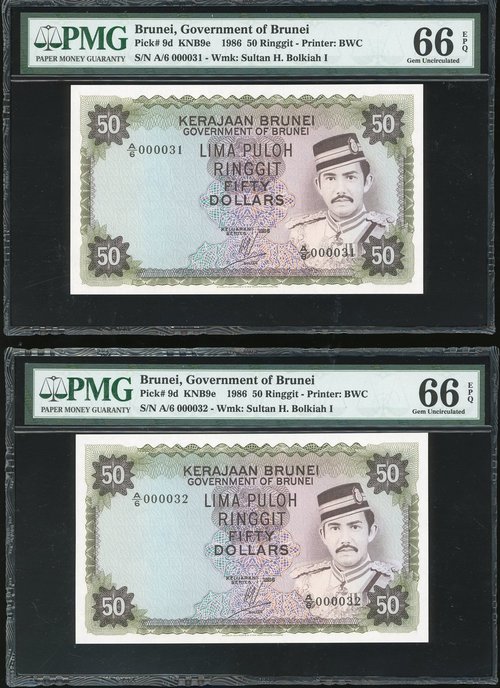 PMG
PAPER MONEY GUARANTY
Brunei, Government of Brunei
Pick# 9d KNB9e 1986 50 Ringgit - Printer: BWC
S/N A/6 000031 - Wmk: Sultan H. Bolkiah I
66 EPQ
Gem Uncirculated
50
50
KERAJAAN BRUNEI
GOVERNMENT OF BRUNEI
A/6 000031
LIMA PULOH
RINGGIT
FIFTY
DOLLARS
KELUARAN 1986
SERIES
A/6 000031
50
50
PMG
PAPER MONEY GUARANTY
Brunei, Government of Brunei
Pick# 9d KNB9e 1986 50 Ringgit - Printer: BWC
S/N A/6 000032 - Wmk: Sultan H. Bolkiah I
66 EPQ
Gem Uncirculated
50
50
KERAJAAN BRUNEI
GOVERNMENT OF BRUNEI
A/6 000032
LIMA PULOH
RINGGIT
FIFTY
DOLLARS
KELUARAN 1986
SERIES
A/6 000032
50
50